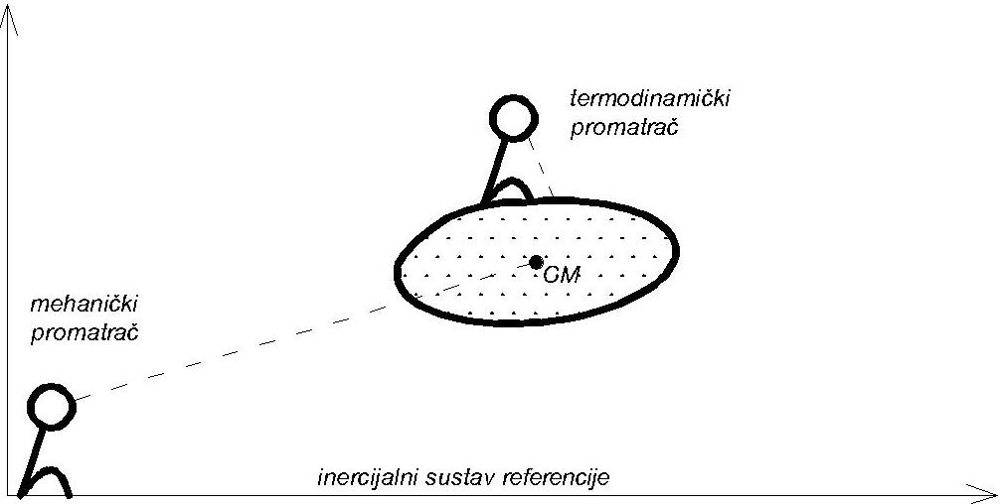 termodinamički
promatrač
CM
mehanički
promatrač
inercijalni sustav referencije